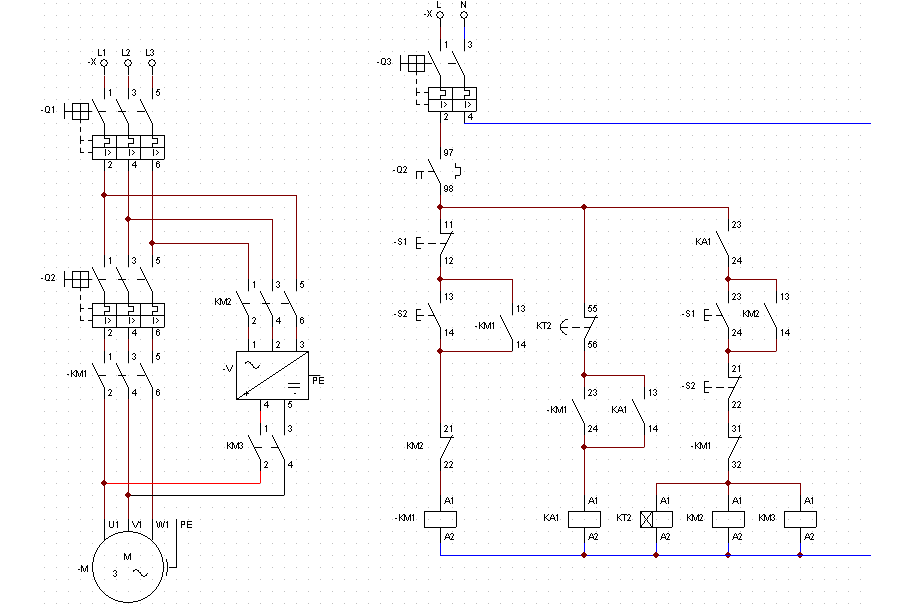 L N
-X
1 3
-Q3
I> I>
2 4
L1 L2 L3
-X
1 3 5
-Q1
I> I> I>
2 4 6
97
-Q2
98
11
-S1
12
23
KA1
24
1 3 5
-Q2
I> I> I>
2 4 6
1 3 5
KM2
2 4 6
13
-S2
14
13
-KM1
14
55
KT2
56
23
-S1
24
13
KM2
14
1 3 5
-KM1
2 4 6
1 2 3
-V
PE
+ -
4 5
21
-S2
22
23
-KM1
24
13
KA1
14
1 3
KM3
2 4
21
KM2
22
31
-KM1
32
A1
-KM1
A2
A1
KA1
A2
A1
KT2
A2
A1
KM2
A2
A1
KM3
A2
U1 V1 W1 PE
-M
M
3